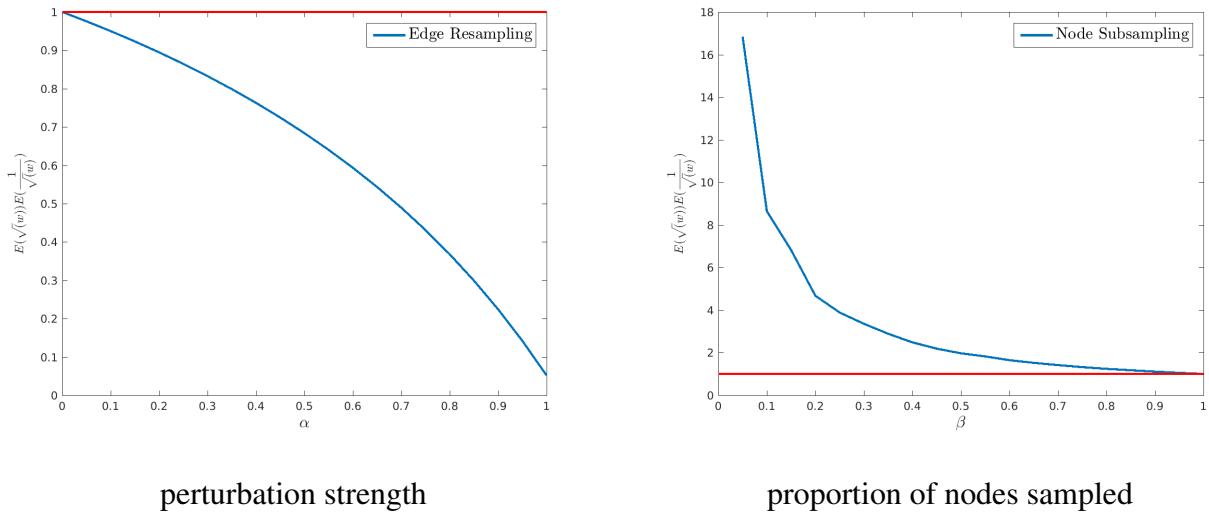 1
0.9
0.8
0.7
0.6
0.5
0.4
0.3
0.2
0.1
0
E(√(w))E(1/√(w))
Edge Resampling
0 0.1 0.2 0.3 0.4 0.5 0.6 0.7 0.8 0.9 1
α
perturbation strength
18
16
14
12
10
8
6
4
2
0
E(√(w))E(1/√(w))
Node Subsampling
0 0.1 0.2 0.3 0.4 0.5 0.6 0.7 0.8 0.9 1
β
proportion of nodes sampled